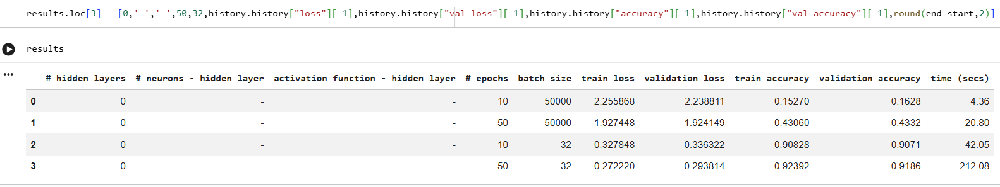 results.loc[3] = [0,'-','-',50,32,history.history["loss"][-1],history.history["val_loss"][-1],history.history["accuracy"][-1],history.history["val_accuracy"][-1],round(end-start,2)]
results
# hidden layers # neurons - hidden layer activation function - hidden layer # epochs batch size train loss validation loss train accuracy validation accuracy time (secs)
0 0 - - 10 50000 2.255868 2.238811 0.15270 0.1628 4.36
1 0 - - 50 50000 1.927448 1.924149 0.43060 0.4332 20.80
2 0 - - 10 32 0.327848 0.336322 0.90828 0.9071 42.05
3 0 - - 50 32 0.272220 0.293814 0.92392 0.9186 212.08